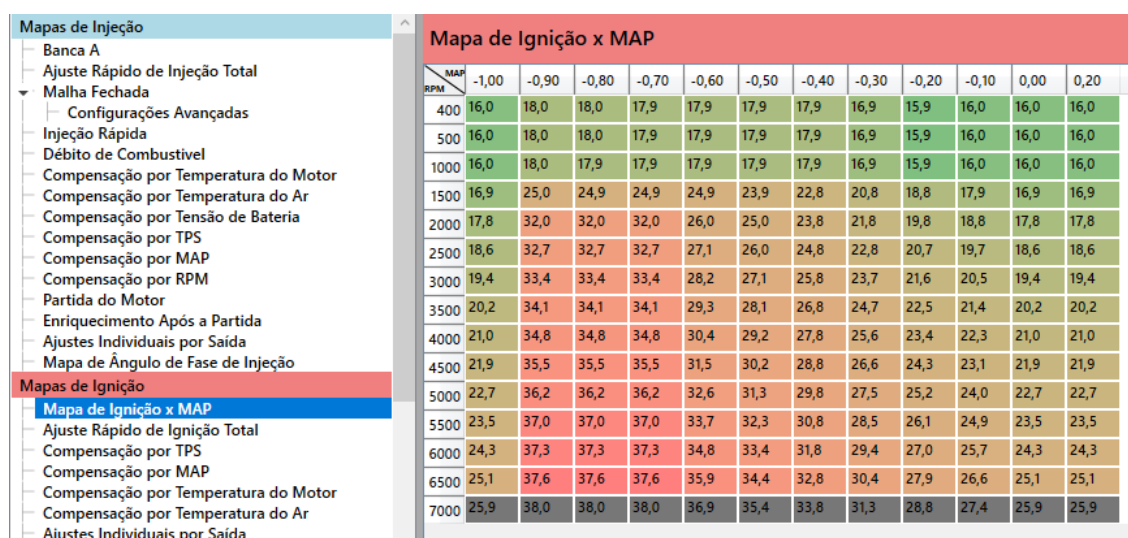 Mapas de Injeção
Banca A
Ajuste Rápido de Injeção Total
Malha Fechada
Configurações Avançadas
Injeção Rápida
Débito de Combustivel
Compensação por Temperatura do Motor
Compensação por Temperatura do Ar
Compensação por Tensão de Bateria
Compensação por TPS
Compensação por MAP
Compensação por RPM
Partida do Motor
Enriquecimento Após a Partida
Ajustes Individuais por Saída
Mapa de Ângulo de Fase de Injeção
Mapas de Ignição
Mapa de Ignição x MAP
Ajuste Rápido de Ignição Total
Compensação por TPS
Compensação por MAP
Compensação por Temperatura do Motor
Compensação por Temperatura do Ar
Ajustes Individuais por Saída
Mapa de Ignição x MAP
RPM MAP -1,00 -0,90 -0,80 -0,70 -0,60 -0,50 -0,40 -0,30 -0,20 -0,10 0,00 0,20
400 16,0 18,0 18,0 17,9 17,9 17,9 17,9 16,9 15,9 16,0 16,0 16,0
500 16,0 18,0 18,0 17,9 17,9 17,9 17,9 16,9 15,9 16,0 16,0 16,0
1000 16,0 18,0 17,9 17,9 17,9 17,9 17,9 16,9 15,9 16,0 16,0 16,0
1500 16,9 25,0 24,9 24,9 24,9 23,9 22,8 20,8 18,8 17,9 16,9 16,9
2000 17,8 32,0 32,0 32,0 26,0 25,0 23,8 21,8 19,8 18,8 17,8 17,8
2500 18,6 32,7 32,7 32,7 27,1 26,0 24,8 22,8 20,7 19,7 18,6 18,6
3000 19,4 33,4 33,4 33,4 28,2 27,1 25,8 23,7 21,6 20,5 19,4 19,4
3500 20,2 34,1 34,1 34,1 29,3 28,1 26,8 24,7 22,5 21,4 20,2 20,2
4000 21,0 34,8 34,8 34,8 30,4 29,2 27,8 25,6 23,4 22,3 21,0 21,0
4500 21,9 35,5 35,5 35,5 31,5 30,2 28,8 26,6 24,3 23,1 21,9 21,9
5000 22,7 36,2 36,2 36,2 32,6 31,3 29,8 27,5 25,2 24,0 22,7 22,7
5500 23,5 37,0 37,0 37,0 33,7 32,3 30,8 28,5 26,1 24,9 23,5 23,5
6000 24,3 37,3 37,3 37,3 34,8 33,4 31,8 29,4 27,0 25,7 24,3 24,3
6500 25,1 37,6 37,6 37,6 35,9 34,4 32,8 30,4 27,9 26,6 25,1 25,1
7000 25,9 38,0 38,0 38,0 36,9 35,4 33,8 31,3 28,8 27,4 25,9 25,9